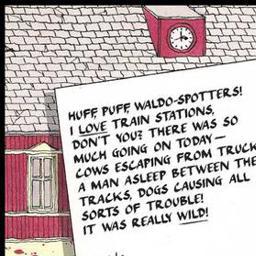 HUFF, PUFF, WALDO-SPOTTERS!
I LOVE TRAIN STATIONS,
DON'T YOU? THERE WAS SO
MUCH GOING ON TODAY—
COWS ESCAPING FROM TRUCK
A MAN ASLEEP BETWEEN THE
TRACKS, DOGS CAUSING ALL
SORTS OF TROUBLE!
IT WAS REALLY WILD!